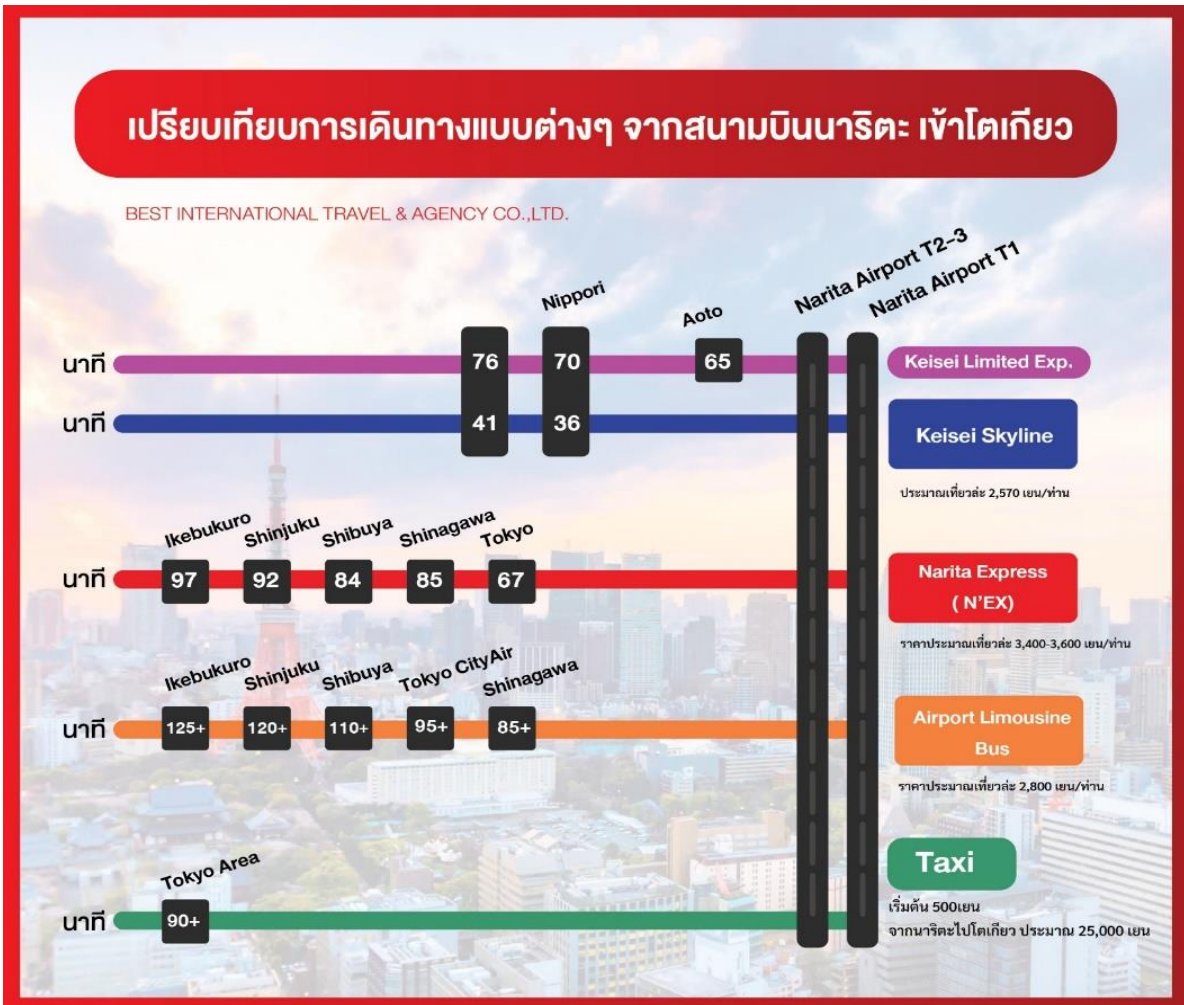 เปรียบเทียบการเดินทางแบบต่างๆ จากสนามบินนาริตะ เข้าโตเกียว
BEST INTERNATIONAL TRAVEL & AGENCY CO.,LTD.
Nippori
Aoto
Narita Airport T2-3
Narita Airport T1
นาที 76 70 65 Keisei Limited Exp.
นาที 41 36 Keisei Skyline
ประมาณเที่ยวล่ะ 2,570 เยน/ท่าน
Ikebukuro Shinjuku Shibuya Shinagawa Tokyo
นาที 97 92 84 85 67
Narita Express
( N'EX)
ราคาประมาณเที่ยวล่ะ 3,400-3,600 เยน/ท่าน
Ikebukuro Shinjuku Shibuya Tokyo CityAir Shinagawa
นาที 125+ 120+ 110+ 95+ 85+
Airport Limousine
Bus
ราคาประมาณเที่ยวล่ะ 2,800 เยน/ท่าน
Tokyo Area
นาที 90+
Taxi
เริ่มต้น 500เยน
จากนาริตะไปโตเกียว ประมาณ 25,000 เยน